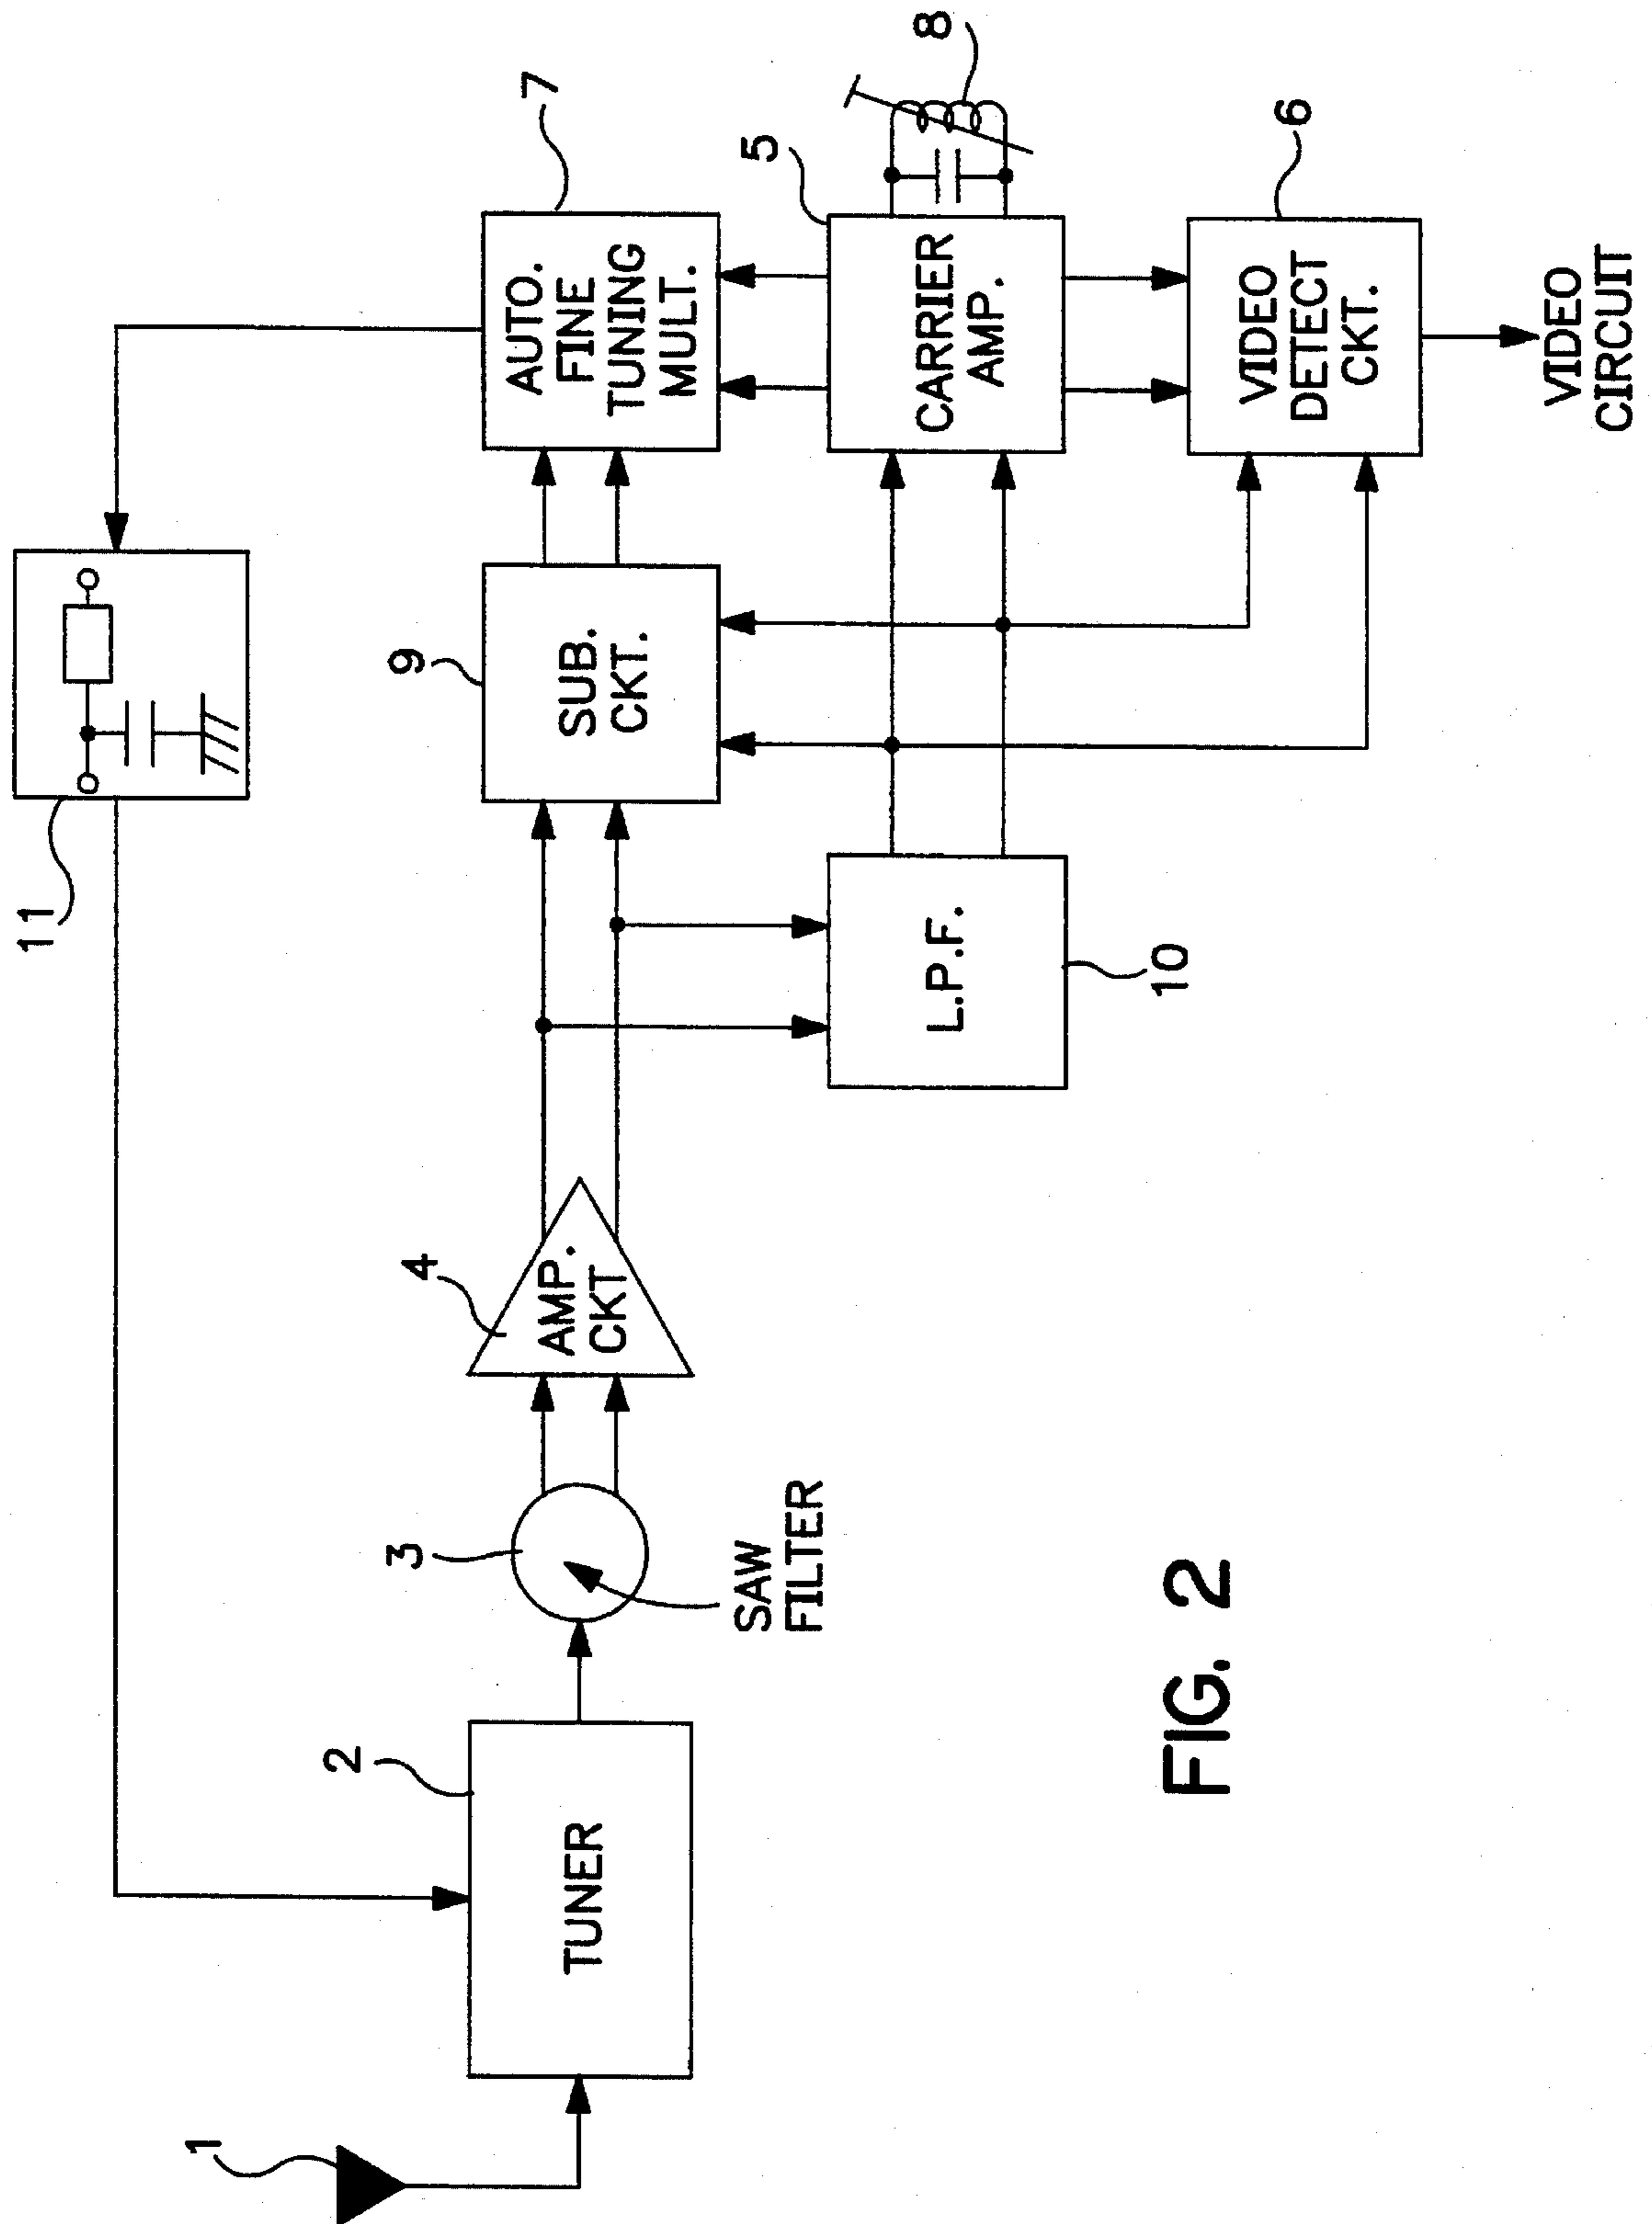 11
1
2
TUNER
3
SAW
FILTER
4
AMP.
CKT
9
SUB.
CKT.
7
AUTO.
FINE
TUNING
MULT.
L.P.F.
10
5
CARRIER
AMP.
8
6
VIDEO
DETECT
CKT.
VIDEO
CIRCUIT
FIG. 2